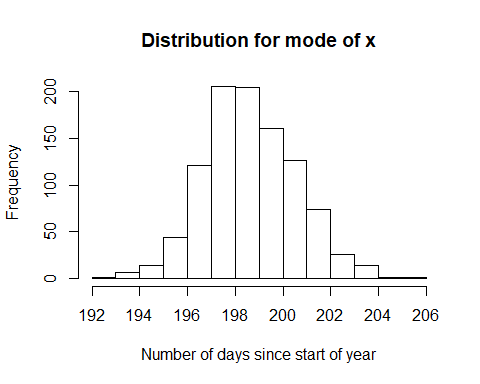 Distribution for mode of x
Frequency
200
150
100
50
0
192 194 196 198 200 202 204 206
Number of days since start of year